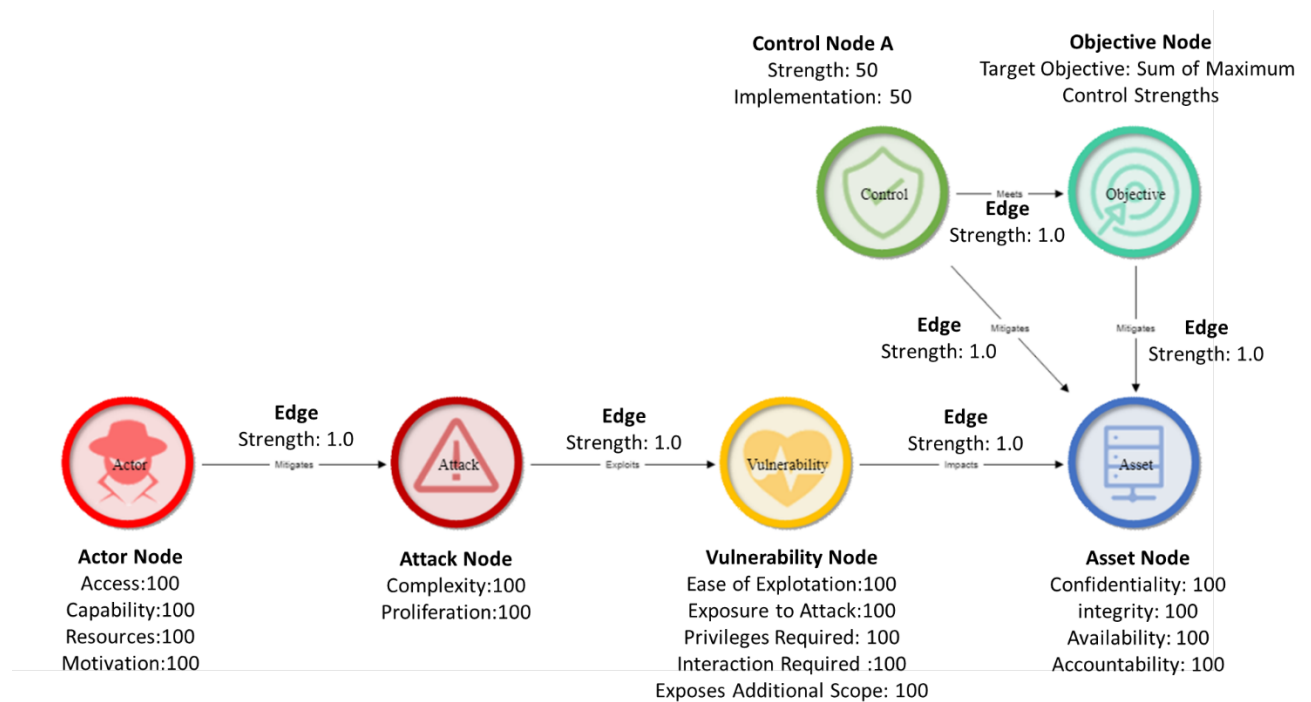 Control Node A
Strength: 50
Implementation: 50
Objective Node
Target Objective: Sum of Maximum
Control Strengths
Control
Meets
Objective
Edge
Strength: 1.0
Edge
Strength: 1.0
Mitigates
Mitigates
Edge
Strength: 1.0
Actor
Edge
Strength: 1.0
Mitigates
Attack
Edge
Strength: 1.0
Exploits
Vulnerability
Edge
Strength: 1.0
Impacts
Asset
Actor Node
Access:100
Capability:100
Resources:100
Motivation:100
Attack Node
Complexity:100
Proliferation:100
Vulnerability Node
Ease of Explotation:100
Exposure to Attack:100
Privileges Required: 100
Interaction Required :100
Exposes Additional Scope: 100
Asset Node
Confidentiality: 100
integrity: 100
Availability: 100
Accountability: 100